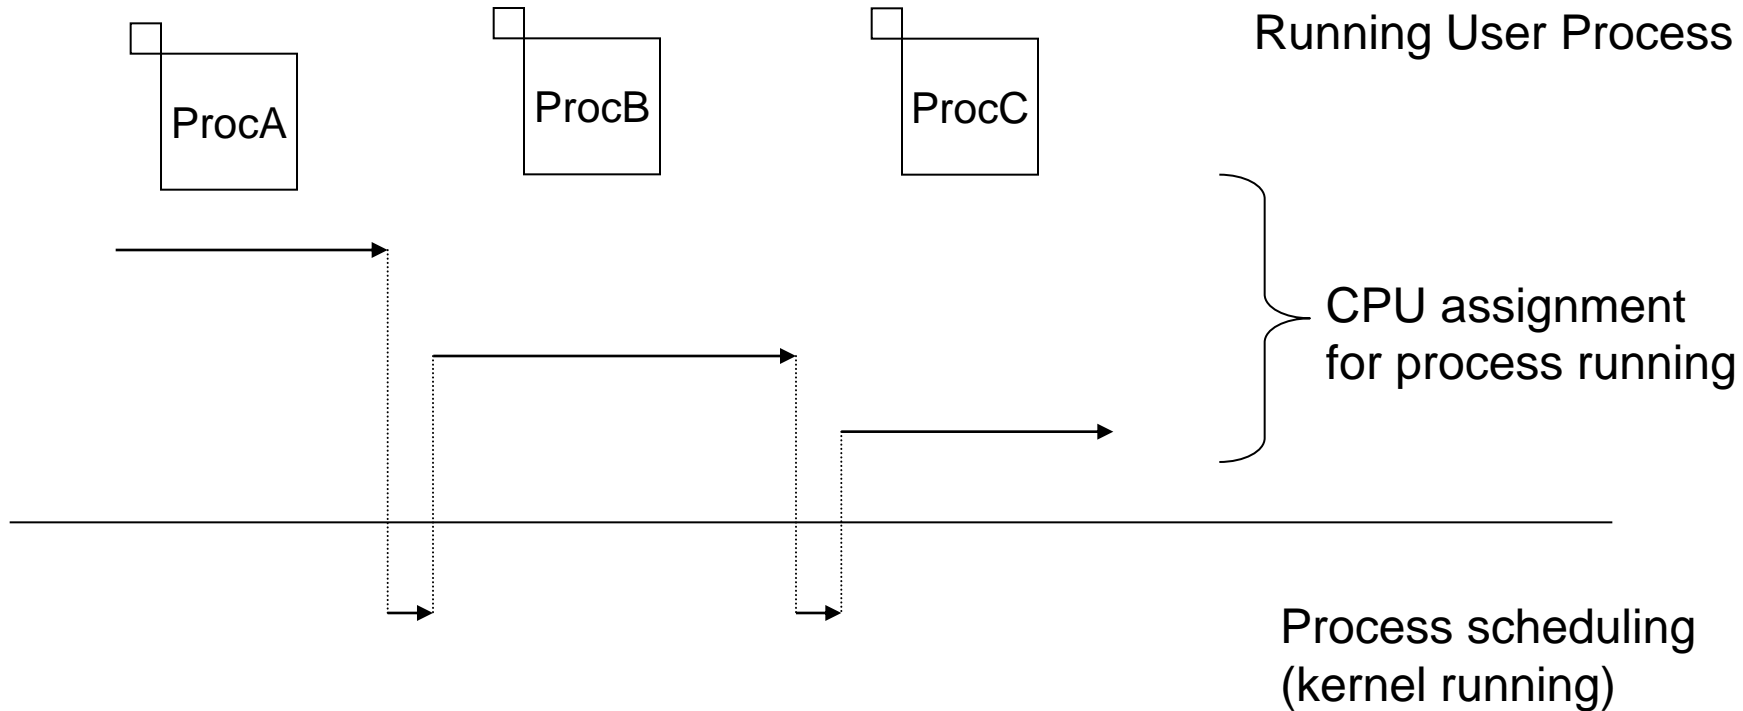 Running User Process
ProcA
ProcB
ProcC
CPU assignment
for process running
Process scheduling
(kernel running)